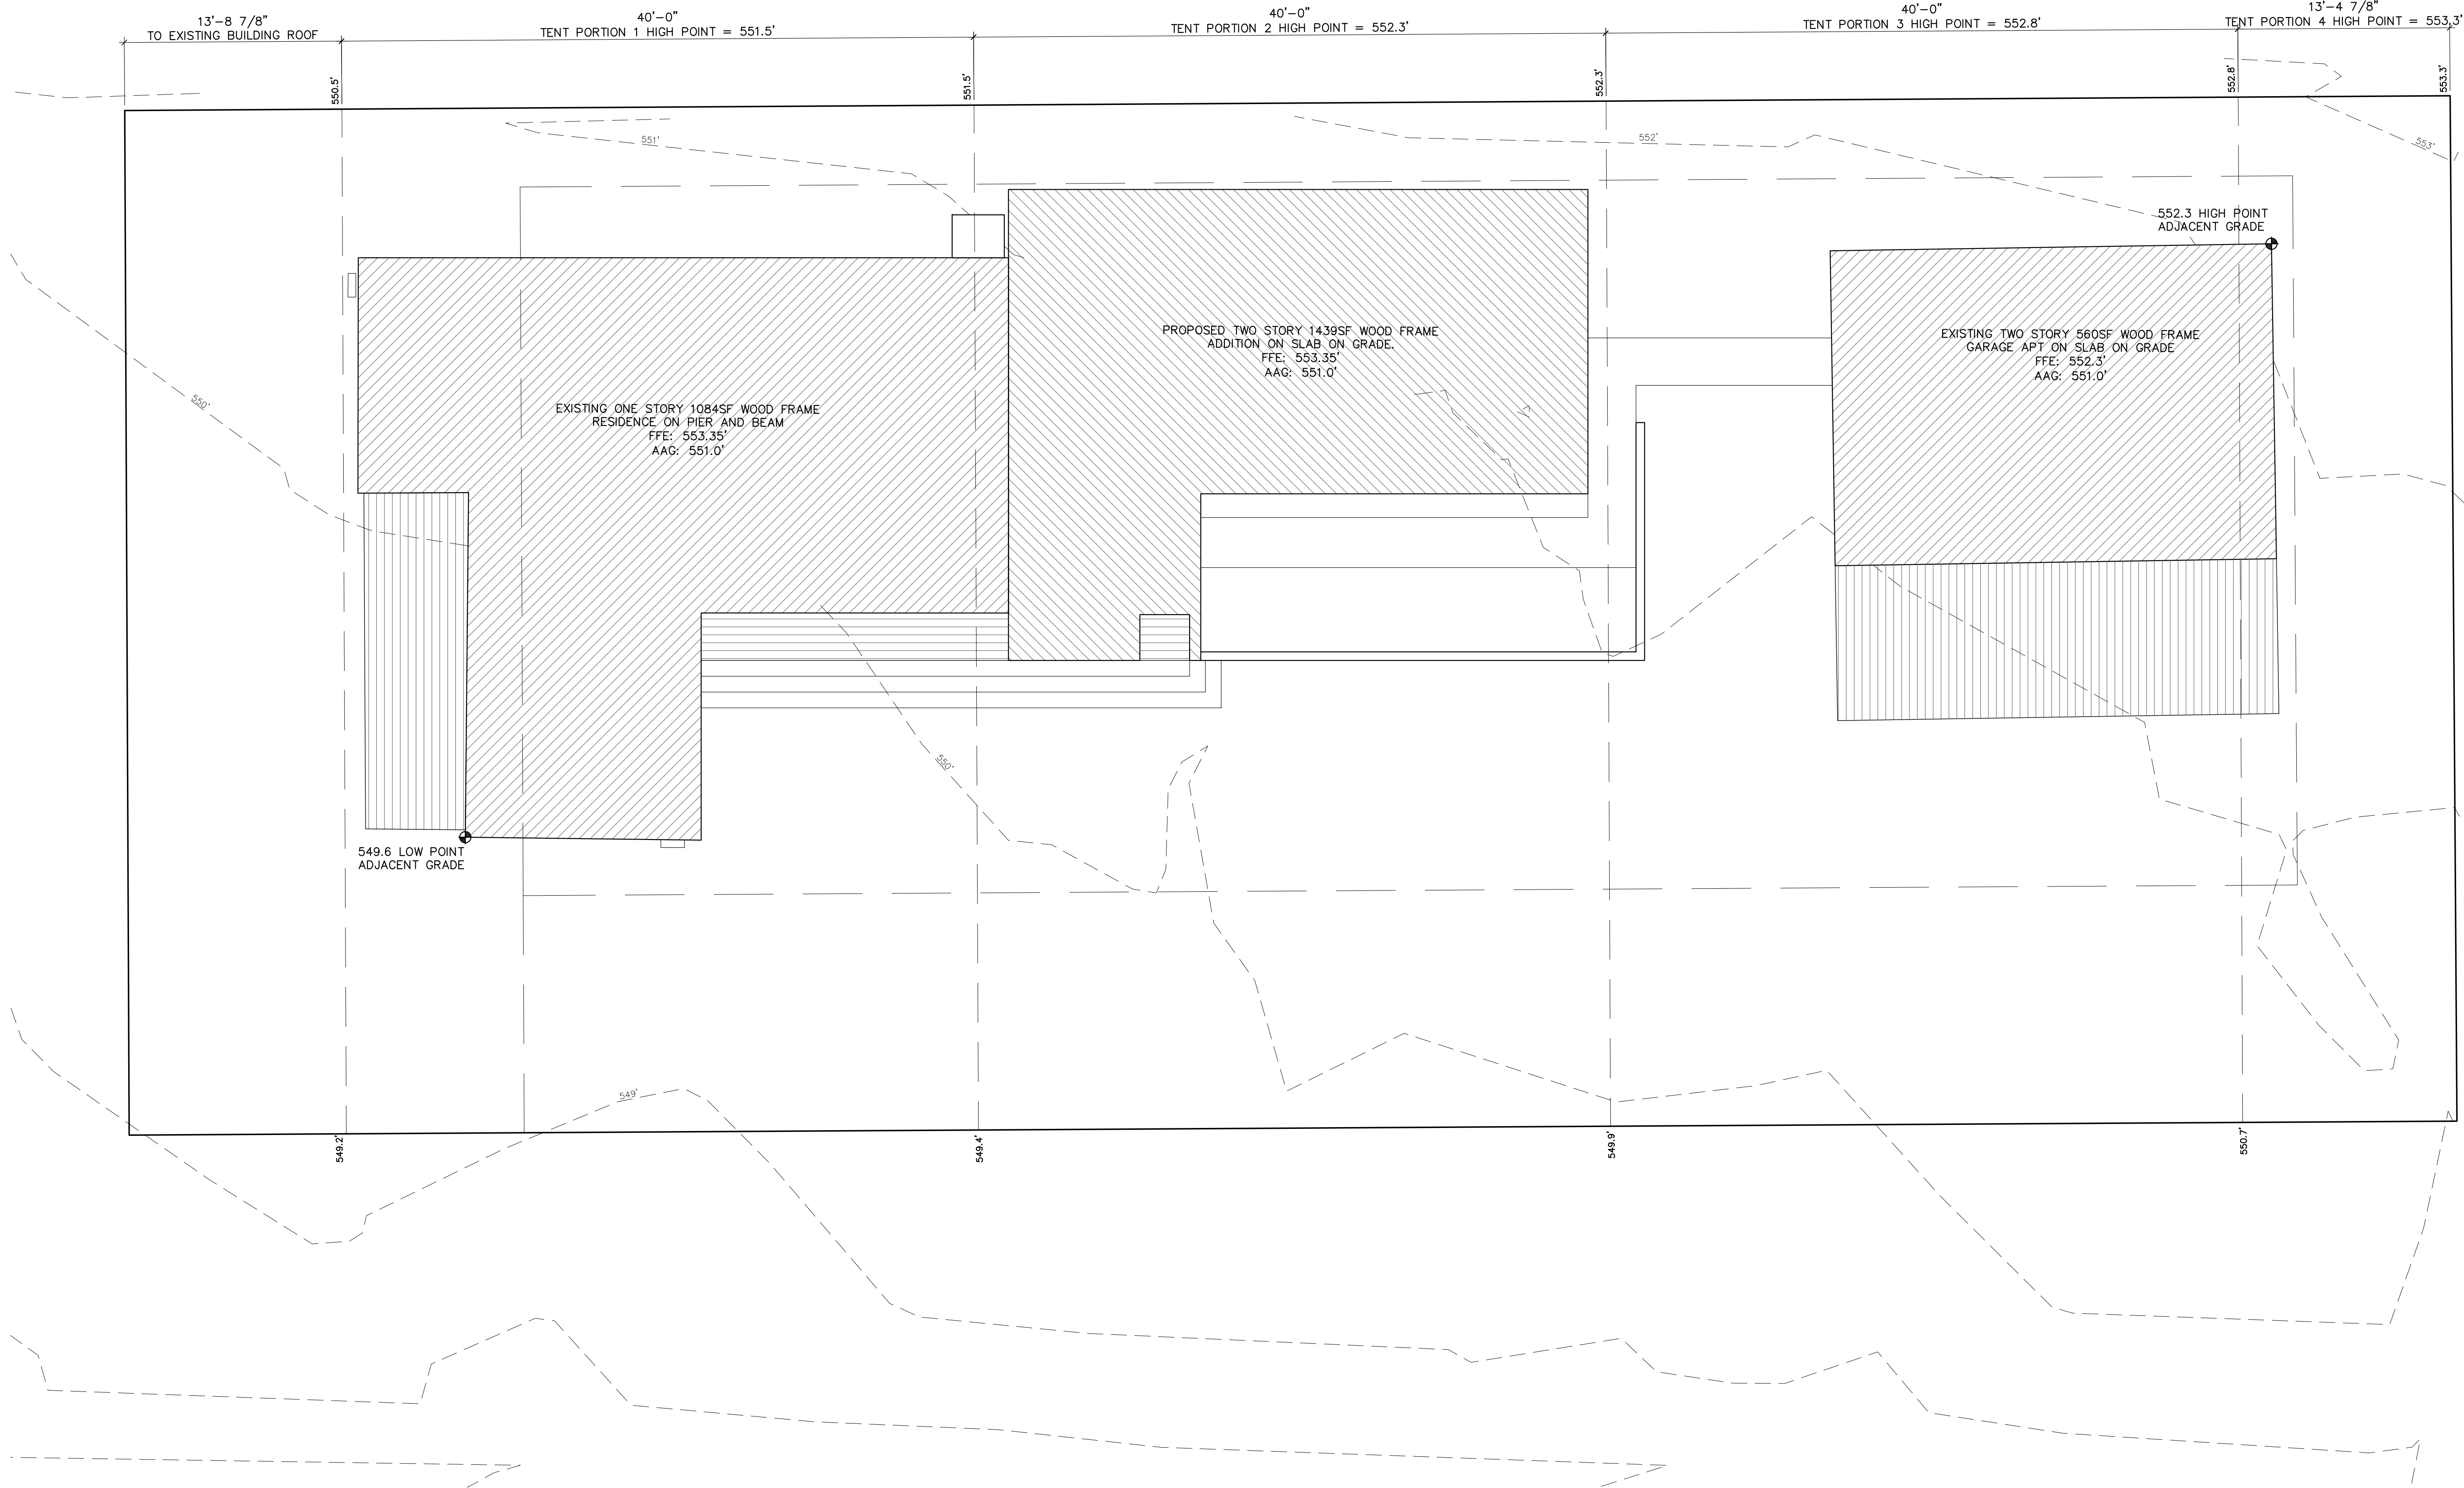 13'-8 7/8"
TO EXISTING BUILDING ROOF
40'-0"
TENT PORTION 1 HIGH POINT = 551.5'
40'-0"
TENT PORTION 2 HIGH POINT = 552.3'
40'-0"
TENT PORTION 3 HIGH POINT = 552.8'
13'-4 7/8"
TENT PORTION 4 HIGH POINT = 553.3'
550.5'
551.5'
552.3'
552.8'
553.3'
551'
552'
553'
552.3 HIGH POINT
ADJACENT GRADE
PROPOSED TWO STORY 1439SF WOOD FRAME
ADDITION ON SLAB ON GRADE.
FFE: 553.35'
AAG: 551.0'
EXISTING TWO STORY 560SF WOOD FRAME
GARAGE APT ON SLAB ON GRADE
FFE: 552.3'
AAG: 551.0'
550'
EXISTING ONE STORY 1084SF WOOD FRAME
RESIDENCE ON PIER AND BEAM
FFE: 553.35'
AAG: 551.0'
550'
549.6 LOW POINT
ADJACENT GRADE
549'
549.2'
549.4'
549.9'
550.7'